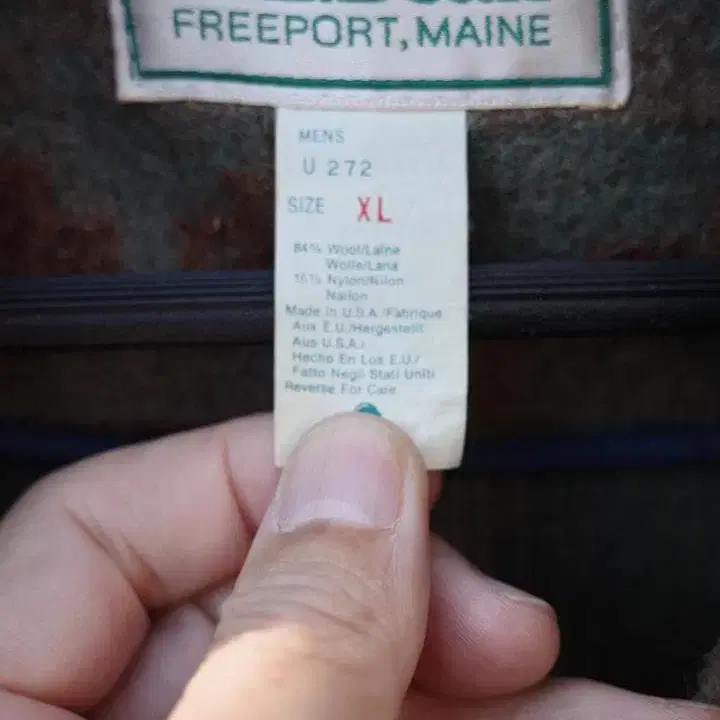 FREEPORT, MAINE
MENS
U 272
SIZE XL
84% Wool/Laine
Wolle/Lana
16% Nylon/Nilon
Nailon
Made In U.S.A./Fabrique
Aux E.U./Hergestellt
Aus U.S.A./
Hecho En Los E.U./
Fatto Negli Stati Uniti
Reverse For Care